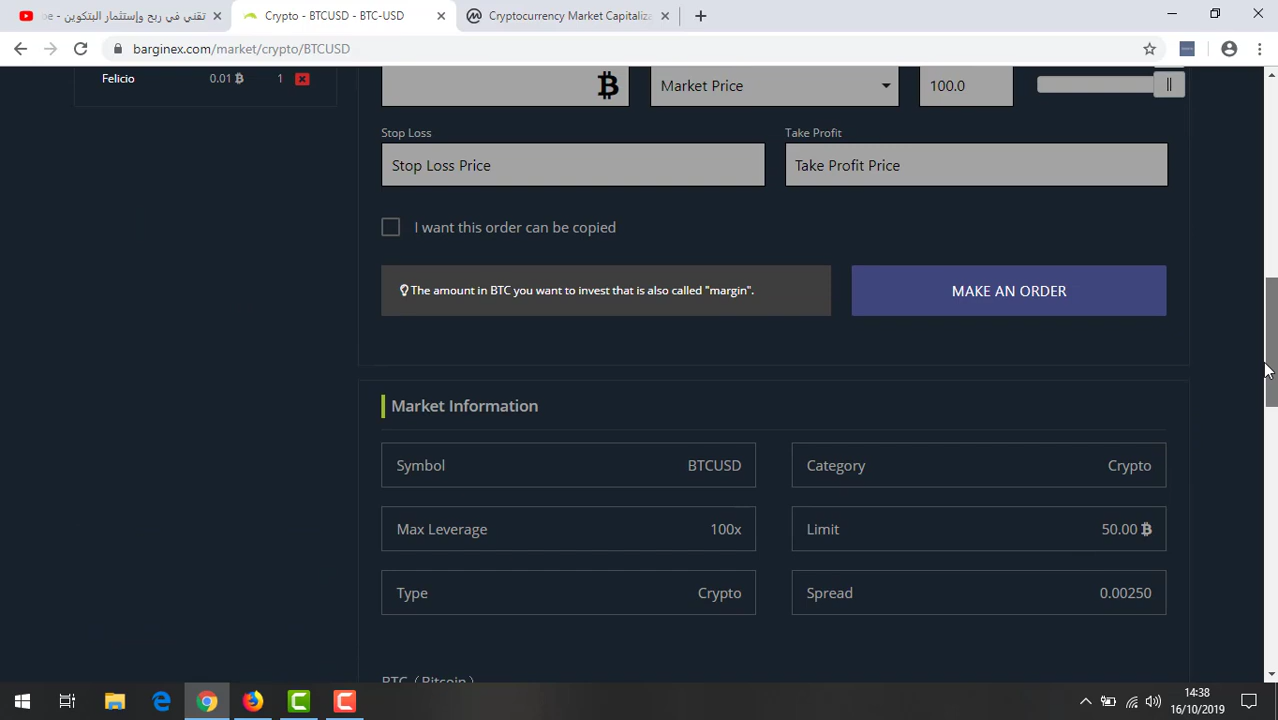 تقني في ربح وإستثمار البتكوين - be
Crypto - BTCUSD - BTC-USD
Cryptocurrency Market Capitaliza
barginex.com/market/crypto/BTCUSD
Felicio 0.01 1
Market Price
100.0
Stop Loss
Take Profit
Stop Loss Price
Take Profit Price
I want this order can be copied
The amount in BTC you want to invest that is also called "margin".
MAKE AN ORDER
Market Information
Symbol BTCUSD
Category Crypto
Max Leverage 100x
Limit 50.00
Type Crypto
Spread 0.00250
BTC (Bitcoin)
14:38
16/10/2019